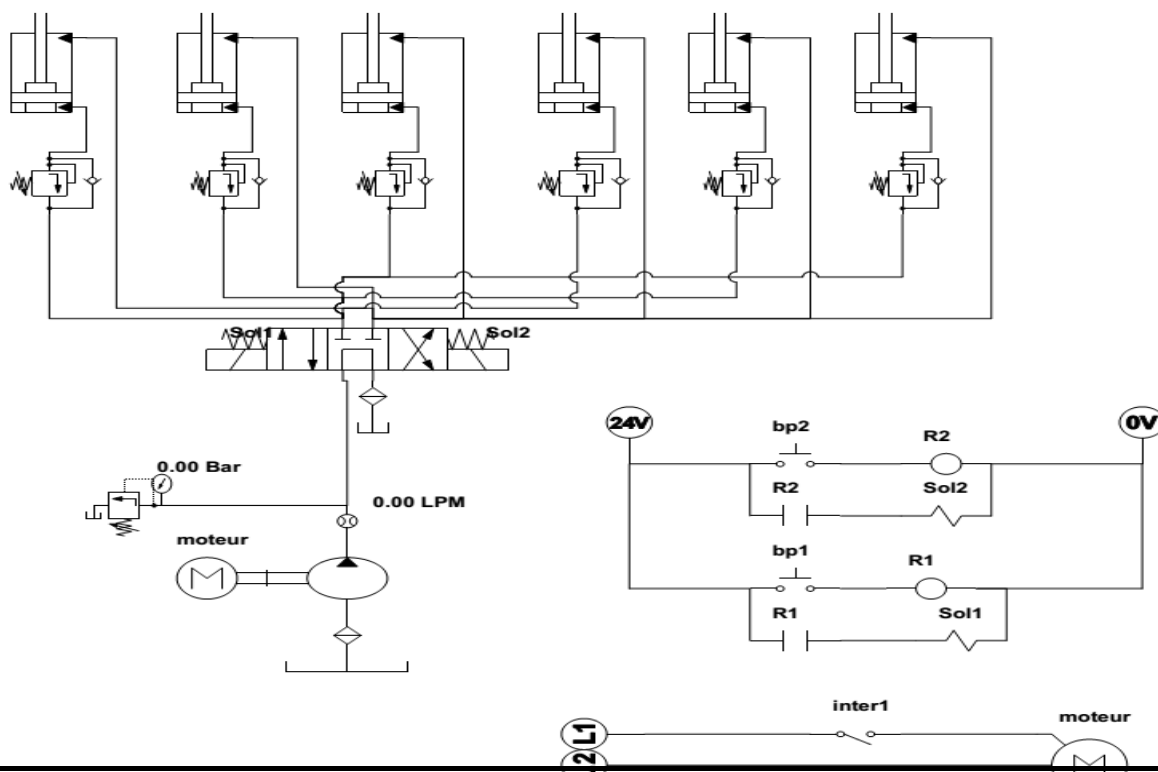 Sol1 Sol2
24V 0V
bp2
R2
R2 Sol2
0.00 Bar
0.00 LPM
moteur
bp1
R1
R1 Sol1
inter1
moteur
L1
2
M
M